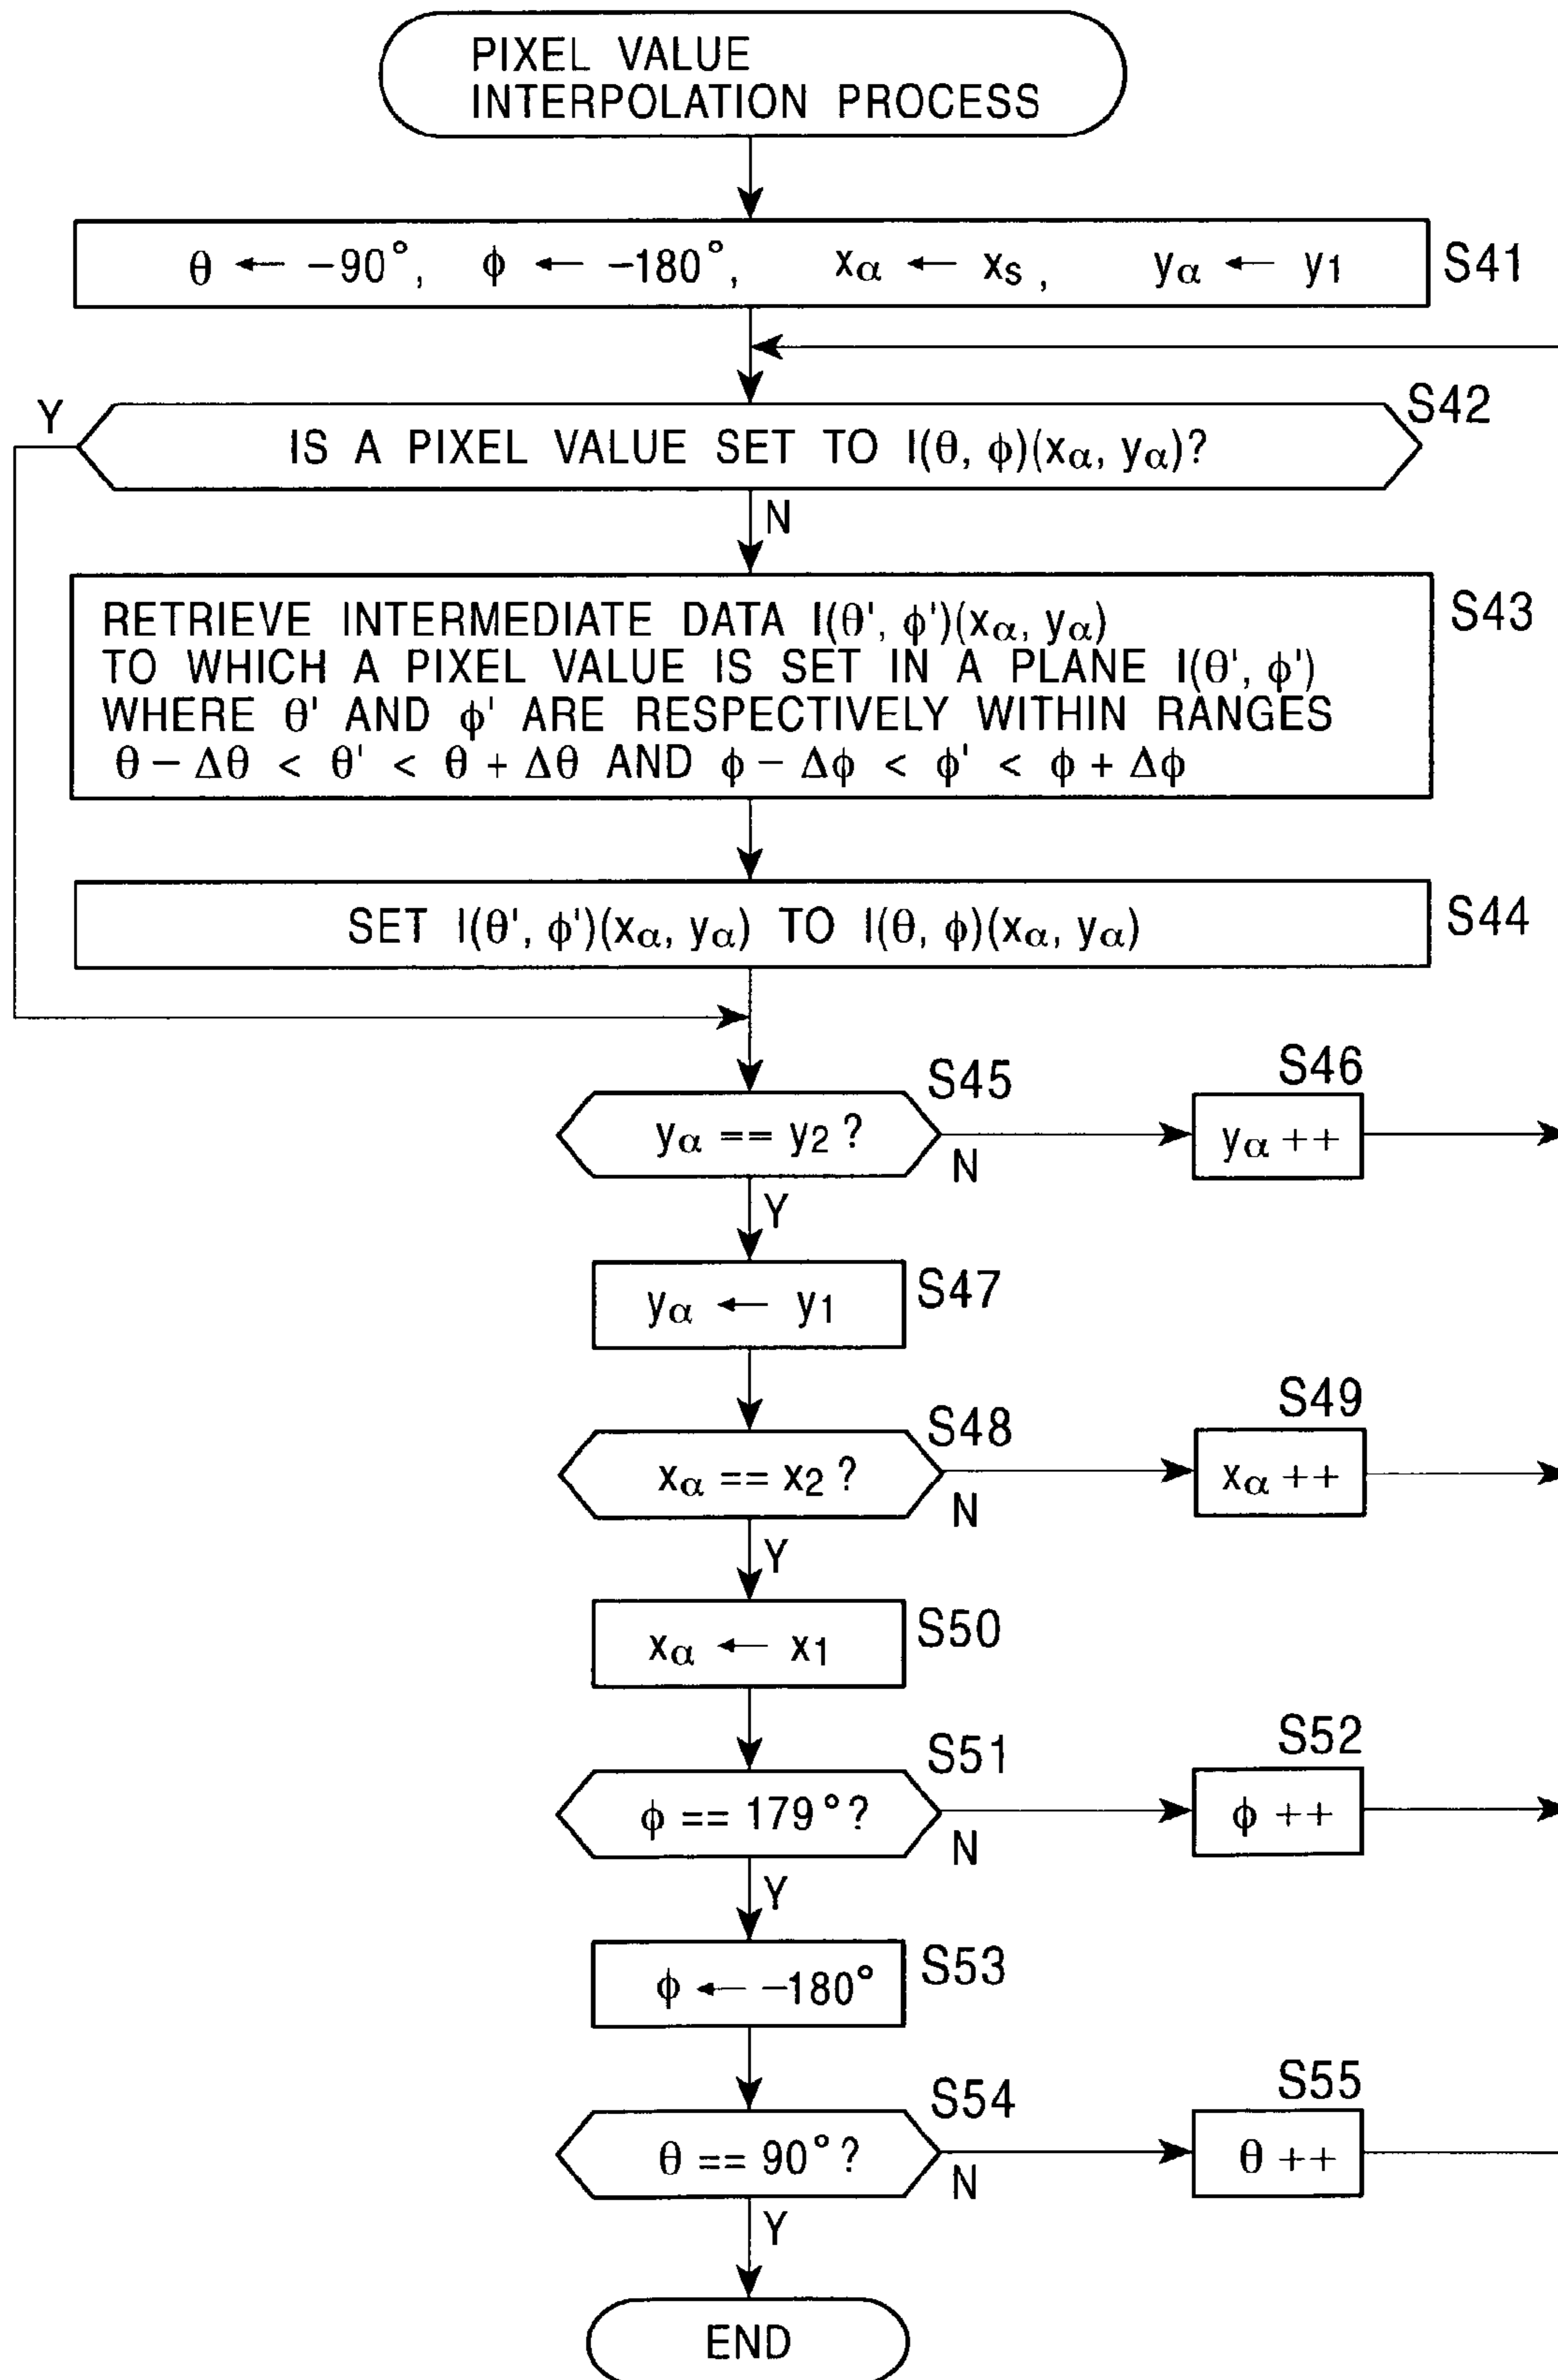 PIXEL VALUE
INTERPOLATION PROCESS
θ ← −90°, ϕ ← −180°, xα ← xS, yα ← y1
S41
S42
Y
IS A PIXEL VALUE SET TO I(θ, ϕ)(xα, yα)?
N
RETRIEVE INTERMEDIATE DATA I(θ', ϕ')(xα, yα)
TO WHICH A PIXEL VALUE IS SET IN A PLANE I(θ', ϕ')
WHERE θ' AND ϕ' ARE RESPECTIVELY WITHIN RANGES
θ − Δθ < θ' < θ + Δθ AND ϕ − Δϕ < ϕ' < ϕ + Δϕ
S43
SET I(θ', ϕ')(xα, yα) TO I(θ, ϕ)(xα, yα)
S44
S45
yα == y2 ?
N
S46
yα ++
Y
yα ← y1
S47
S48
xα == x2 ?
N
S49
xα ++
Y
xα ← x1
S50
S51
ϕ == 179° ?
N
S52
ϕ ++
Y
ϕ ← −180°
S53
S54
θ == 90° ?
N
S55
θ ++
Y
END